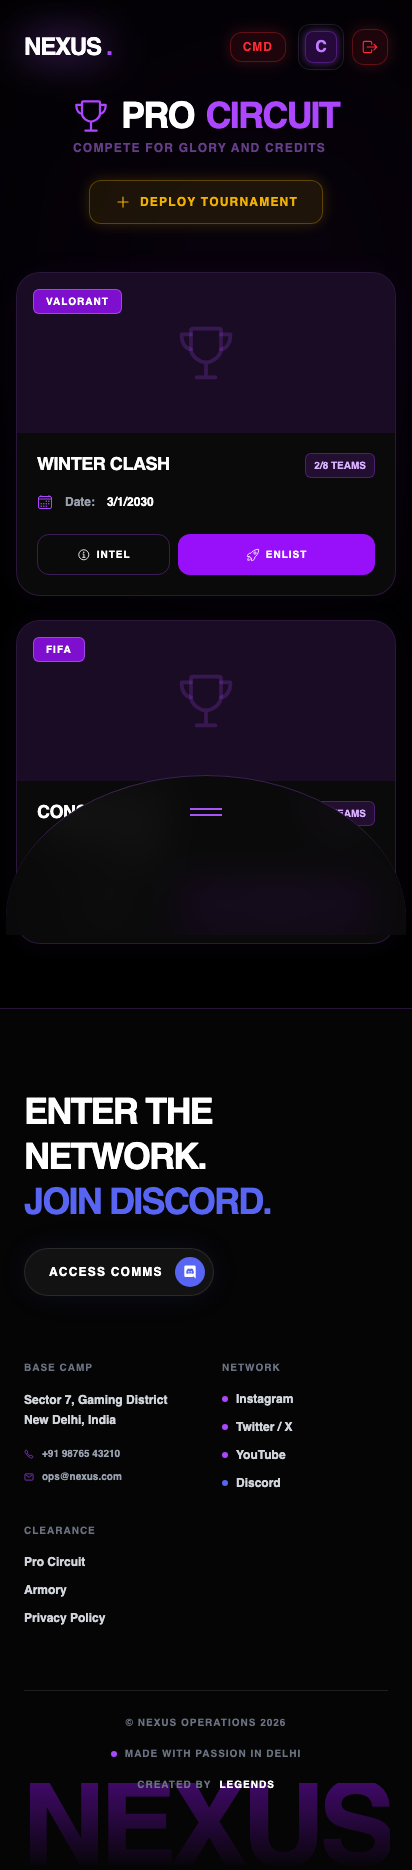 NEXUS .
CMD
C
PRO CIRCUIT
COMPETE FOR GLORY AND CREDITS
DEPLOY TOURNAMENT
VALORANT
WINTER CLASH
2/8 TEAMS
Date: 3/1/2030
INTEL
ENLIST
FIFA
ENTER THE
NETWORK.
JOIN DISCORD.
ACCESS COMMS
BASE CAMP
Sector 7, Gaming District
New Delhi, India
+91 98765 43210
ops@nexus.com
NETWORK
Instagram
Twitter / X
YouTube
Discord
CLEARANCE
Pro Circuit
Armory
Privacy Policy
© NEXUS OPERATIONS 2026
MADE WITH PASSION IN DELHI
CREATED BY LEGENDS
NEXUS